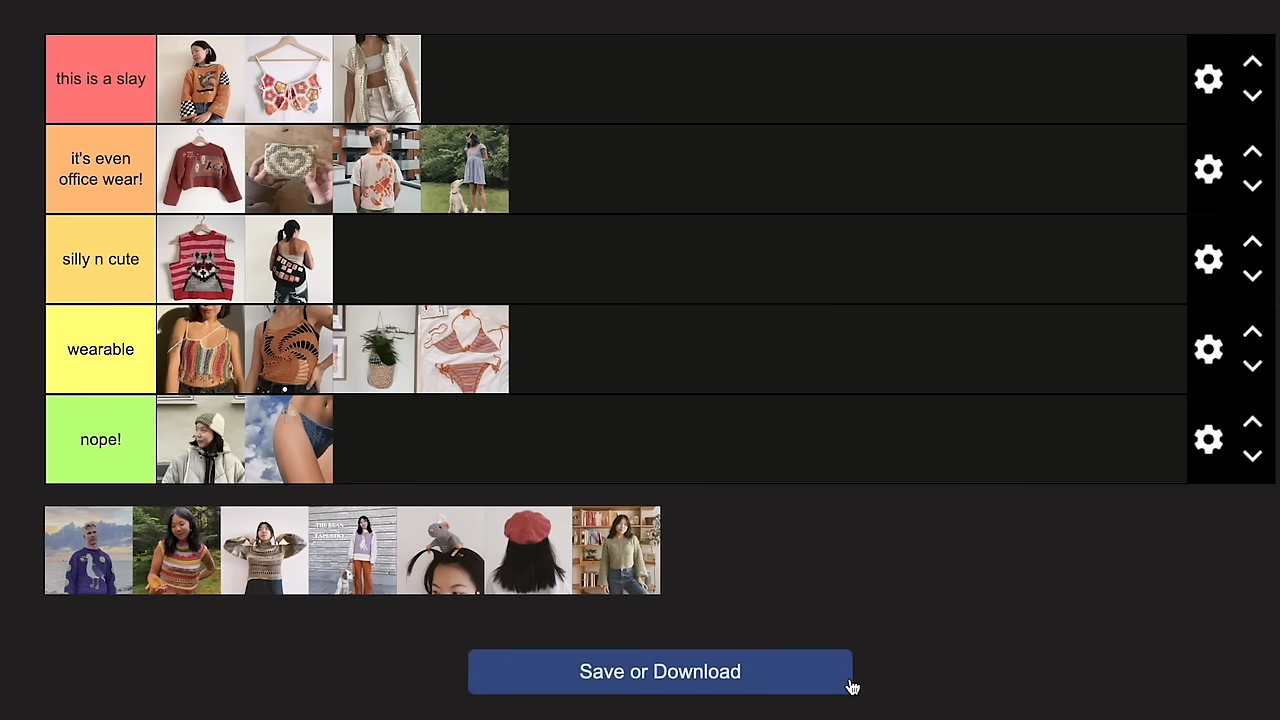 this is a slay
it's even
office wear!
silly n cute
wearable
nope!
THE BEAN
TAPESTRY
Save or Download